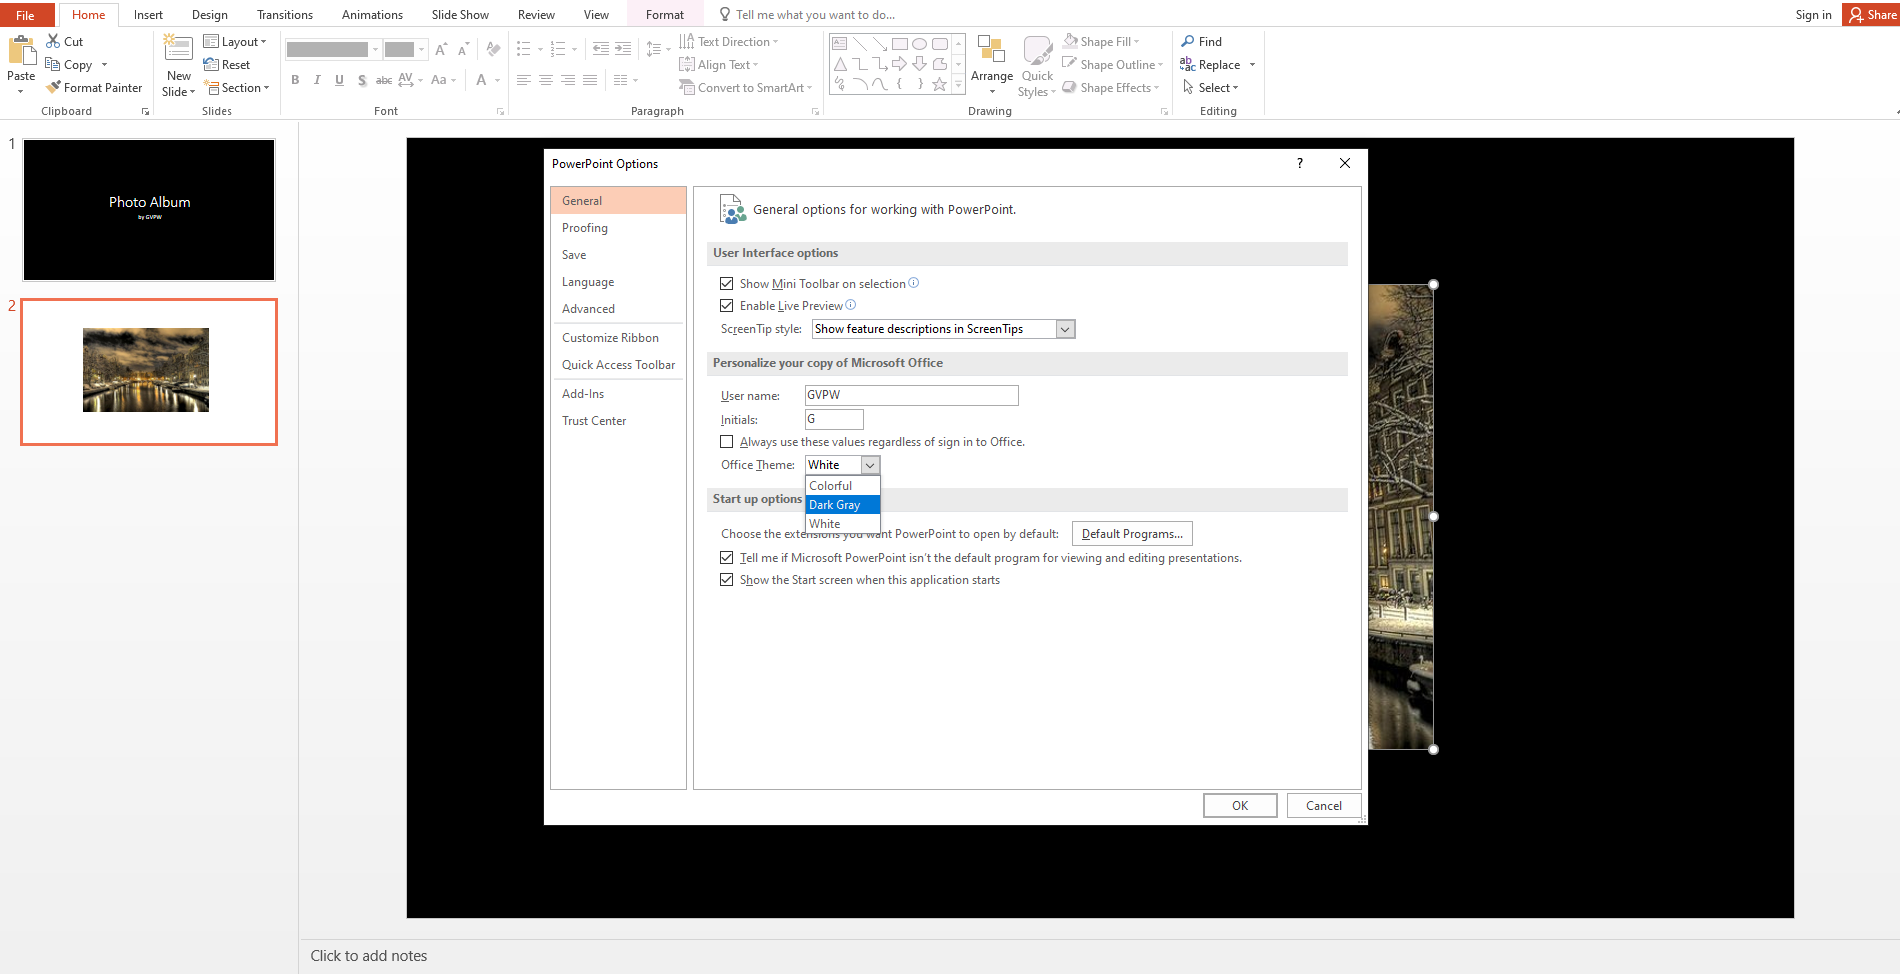 File Home Insert Design Transitions Animations Slide Show Review View Format Tell me what you want to do... Sign in Share
Paste
Cut
Copy
Format Painter
Clipboard
New Slide
Layout
Reset
Section
Slides
B I U S abc AV Aa A
Font
Text Direction
Align Text
Convert to SmartArt
Paragraph
Arrange
Quick Styles
Shape Fill
Shape Outline
Shape Effects
Drawing
Find
Replace
Select
Editing
1
Photo Album
by GVPW
2
PowerPoint Options ?
General
Proofing
Save
Language
Advanced
Customize Ribbon
Quick Access Toolbar
Add-Ins
Trust Center
General options for working with PowerPoint.
User Interface options
Show Mini Toolbar on selection
Enable Live Preview
ScreenTip style: Show feature descriptions in ScreenTips
Personalize your copy of Microsoft Office
User name: GVPW
Initials: G
Always use these values regardless of sign in to Office.
Office Theme: White
Colorful
Dark Gray
White
Start up options
Choose the extensions you want PowerPoint to open by default: Default Programs...
Tell me if Microsoft PowerPoint isn't the default program for viewing and editing presentations.
Show the Start screen when this application starts
OK Cancel
Click to add notes